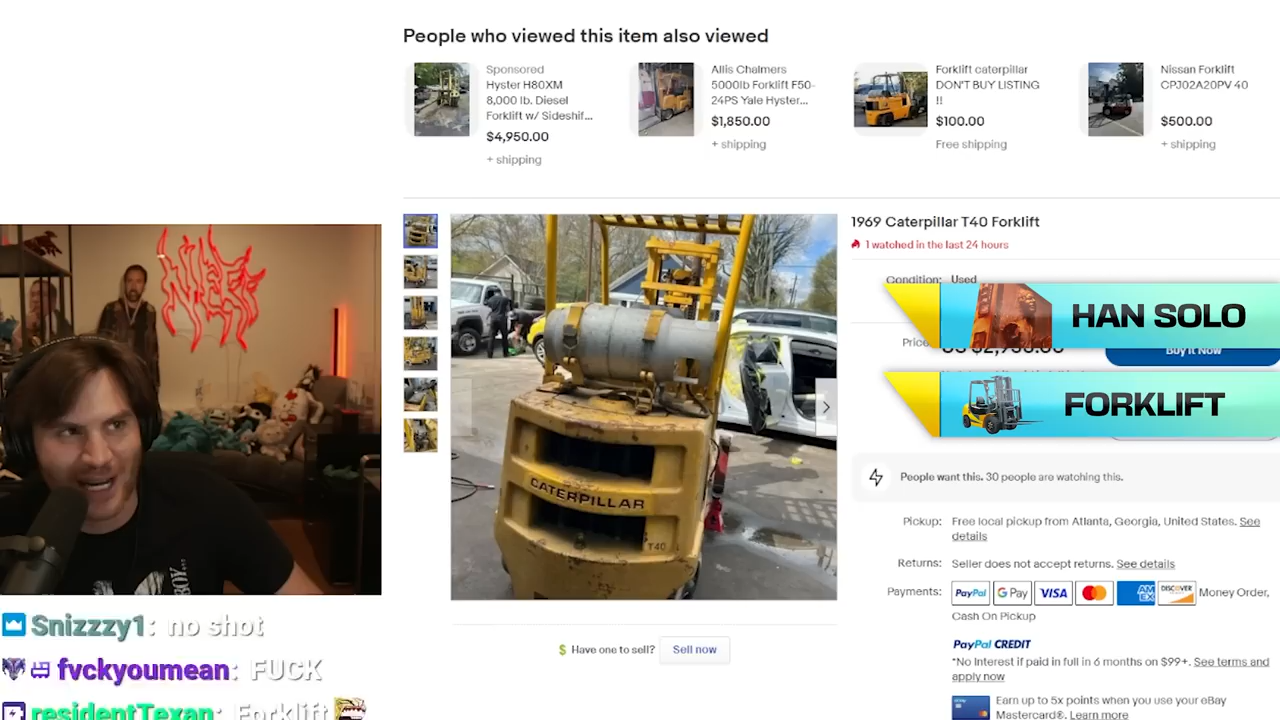 People who viewed this item also viewed
Sponsored
Hyster H80XM
8,000 lb. Diesel
Forklift w/ Sideshif...
$4,950.00
+ shipping
Allis Chalmers
5000lb Forklift F50-
24PS Yale Hyster...
$1,850.00
+ shipping
Forklift caterpillar
DON'T BUY LISTING
!!
$100.00
Free shipping
Nissan Forklift
CPJ02A20PV 40
$500.00
+ shipping
1969 Caterpillar T40 Forklift
1 watched in the last 24 hours
Condition: Used
HAN SOLO
Price:
Buy It Now
FORKLIFT
CATERPILLAR
T40
People want this. 30 people are watching this.
Pickup: Free local pickup from Atlanta, Georgia, United States. See
details
Returns: Seller does not accept returns. See details
Payments: PayPal G Pay VISA DISCOVER Money Order,
Cash On Pickup
PayPal CREDIT
*No Interest if paid in full in 6 months on $99+. See terms and
apply now
Earn up to 5x points when you use your eBay
Mastercard®. Learn more
$ Have one to sell? Sell now
Snizzzy1: no shot
fvckyoumean: FUCK
residentTexan: Forklift